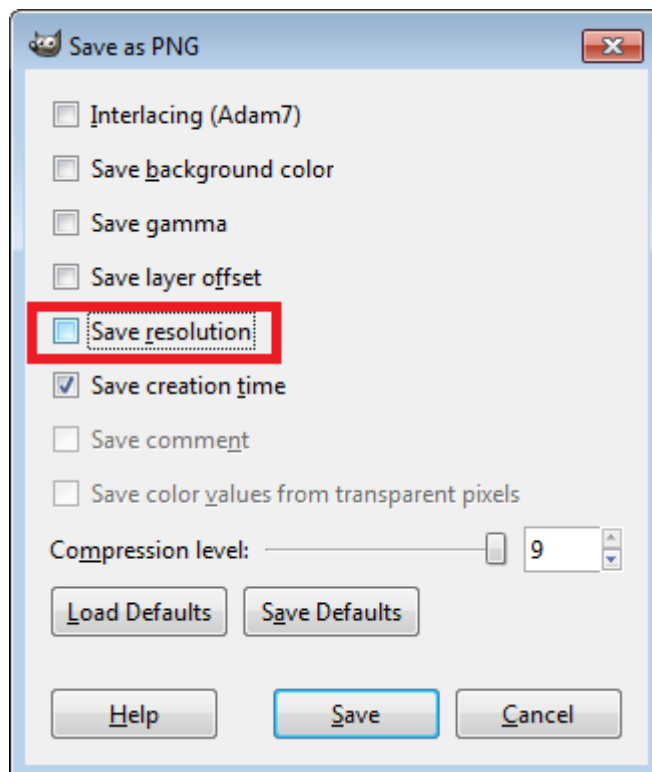 Save as PNG
Interlacing (Adam7)
Save background color
Save gamma
Save layer offset
Save resolution
Save creation time
Save comment
Save color values from transparent pixels
Compression level: 9
Load Defaults Save Defaults
Help Save Cancel